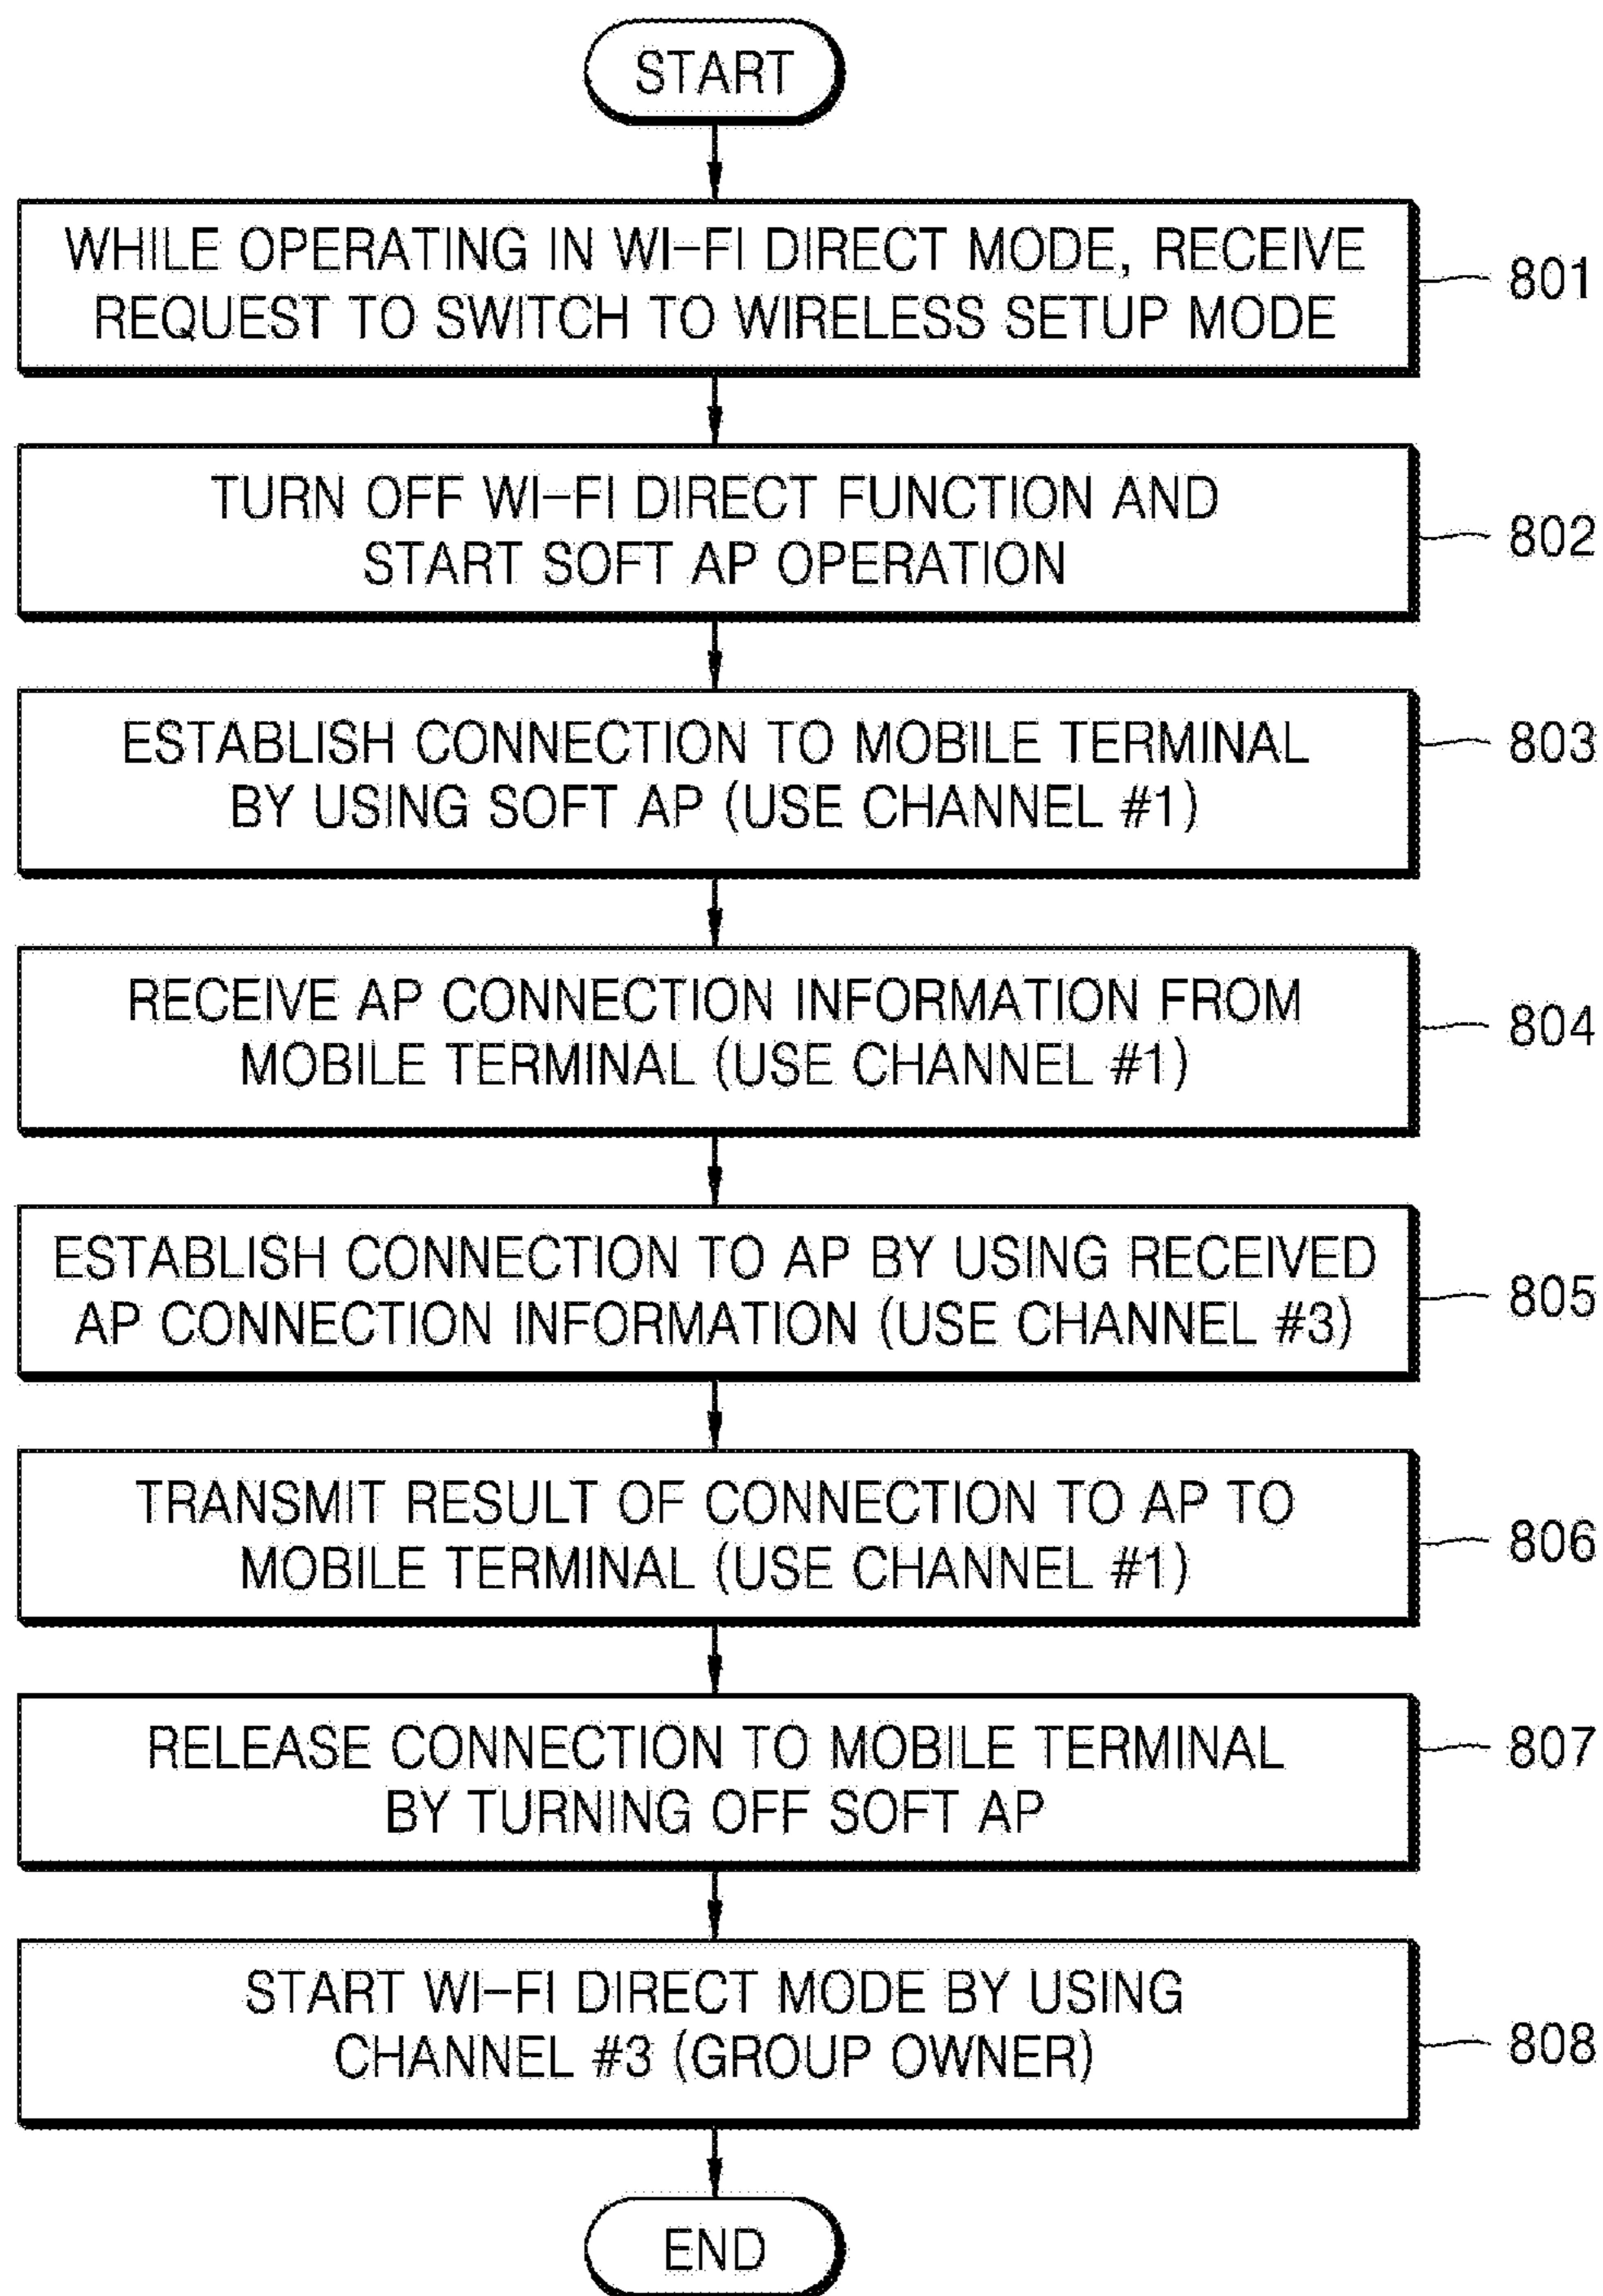 START
WHILE OPERATING IN WI-FI DIRECT MODE, RECEIVE
REQUEST TO SWITCH TO WIRELESS SETUP MODE
801
TURN OFF WI-FI DIRECT FUNCTION AND
START SOFT AP OPERATION
802
ESTABLISH CONNECTION TO MOBILE TERMINAL
BY USING SOFT AP (USE CHANNEL #1)
803
RECEIVE AP CONNECTION INFORMATION FROM
MOBILE TERMINAL (USE CHANNEL #1)
804
ESTABLISH CONNECTION TO AP BY USING RECEIVED
AP CONNECTION INFORMATION (USE CHANNEL #3)
805
TRANSMIT RESULT OF CONNECTION TO AP TO
MOBILE TERMINAL (USE CHANNEL #1)
806
RELEASE CONNECTION TO MOBILE TERMINAL
BY TURNING OFF SOFT AP
807
START WI-FI DIRECT MODE BY USING
CHANNEL #3 (GROUP OWNER)
808
END